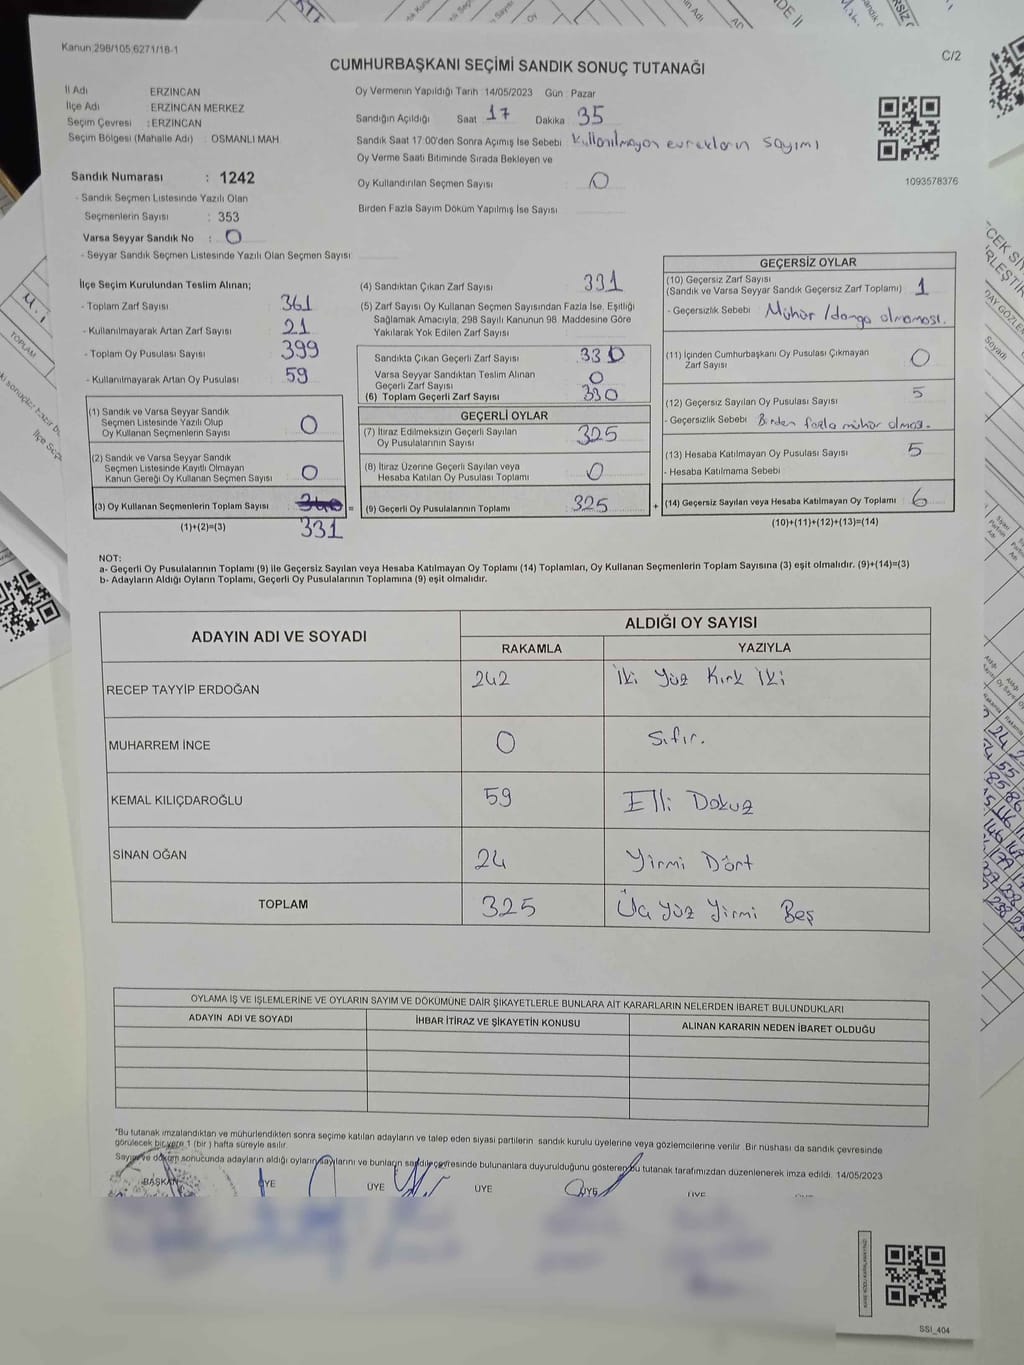 Kanun:298/105,6271/18-1
C/2
CUMHURBAŞKANI SEÇİMİ SANDIK SONUÇ TUTANAĞI
İl Adı ERZİNCAN
İlçe Adı : ERZİNCAN MERKEZ
Seçim Çevresi : ERZİNCAN
Seçim Bölgesi (Mahalle Adı) : OSMANLI MAH.
Sandık Numarası : 1242
- Sandık Seçmen Listesinde Yazılı Olan
Seçmenlerin Sayısı : 353
Varsa Seyyar Sandık No : 0
- Seyyar Sandık Seçmen Listesinde Yazılı Olan Seçmen Sayısı:
Oy Vermenin Yapıldığı Tarih :14/05/2023 Gün : Pazar
Sandığın Açıldığı Saat 17 Dakika : 35
Sandık Saat 17:00'den Sonra Açımış İse Sebebi : Kullanılmayan evrakların sayımı
Oy Verme Saati Bitiminde Sırada Bekleyen ve
Oy Kullandırılan Seçmen Sayısı : 0
Birden Fazla Sayım Döküm Yapılmış İse Sayısı :
1093578376
İlçe Seçim Kurulundan Teslim Alınan;
- Toplam Zarf Sayısı : 361
- Kullanılmayarak Artan Zarf Sayısı : 21
- Toplam Oy Pusulası Sayısı : 399
- Kullanılmayarak Artan Oy Pusulası : 59
(1) Sandık ve Varsa Seyyar Sandık
Seçmen Listesinde Yazılı Olup
Oy Kullanan Seçmenlerin Sayısı : 0
(2) Sandık ve Varsa Seyyar Sandık
Seçmen Listesinde Kayıtlı Olmayan
Kanun Gereği Oy Kullanan Seçmen Sayısı : 0
(3) Oy Kullanan Seçmenlerin Toplam Sayısı : 340 =
(1)+(2)=(3) 331
(4) Sandıktan Çıkan Zarf Sayısı : 331
(5) Zarf Sayısı Oy Kullanan Seçmen Sayısından Fazla İse, Eşitliği
Sağlamak Amacıyla, 298 Sayılı Kanunun 98. Maddesine Göre
Yakılarak Yok Edilen Zarf Sayısı :
Sandıkta Çıkan Geçerli Zarf Sayısı : 330
Varsa Seyyar Sandıktan Teslim Alınan
Geçerli Zarf Sayısı : 0
(6) Toplam Geçerli Zarf Sayısı : 330
GEÇERLİ OYLAR
(7) İtiraz Edilmeksizin Geçerli Sayılan
Oy Pusulalarının Sayısı : 325
(8) İtiraz Üzerine Geçerli Sayılan veya
Hesaba Katılan Oy Pusulası Toplamı : 0
(9) Geçerli Oy Pusulalarının Toplamı : 325 +
GEÇERSİZ OYLAR
(10) Geçersiz Zarf Sayısı
(Sandık ve Varsa Seyyar Sandık Geçersiz Zarf Toplamı) : 1
- Geçersizlik Sebebi : Mühür /damga olmaması.
(11) İçinden Cumhurbaşkanı Oy Pusulası Çıkmayan
Zarf Sayısı : 0
(12) Geçersiz Sayılan Oy Pusulası Sayısı : 5
- Geçersizlik Sebebi : Birden fazla mühür olması.
(13) Hesaba Katılmayan Oy Pusulası Sayısı : 5
- Hesaba Katılmama Sebebi :
(14) Geçersiz Sayılan veya Hesaba Katılmayan Oy Toplamı : 6
(10)+(11)+(12)+(13)=(14)
NOT:
a- Geçerli Oy Pusulalarının Toplamı (9) ile Geçersiz Sayılan veya Hesaba Katılmayan Oy Toplamı (14) Toplamları, Oy Kullanan Seçmenlerin Toplam Sayısına (3) eşit olmalıdır. (9)+(14)=(3)
b- Adayların Aldığı Oyların Toplamı, Geçerli Oy Pusulalarının Toplamına (9) eşit olmalıdır.
ADAYIN ADI VE SOYADI ALDIĞI OY SAYISI
RAKAMLA YAZIYLA
RECEP TAYYİP ERDOĞAN 242 İki Yüz Kırk İki
MUHARREM İNCE 0 Sıfır.
KEMAL KILIÇDAROĞLU 59 Elli Dokuz
SİNAN OĞAN 24 Yirmi Dört
TOPLAM 325 Üç Yüz Yirmi Beş
OYLAMA İŞ VE İŞLEMLERİNE VE OYLARIN SAYIM VE DÖKÜMÜNE DAİR ŞİKAYETLERLE BUNLARA AİT KARARLARIN NELERDEN İBARET BULUNDUKLARI
ADAYIN ADI VE SOYADI İHBAR İTİRAZ VE ŞİKAYETİN KONUSU ALINAN KARARIN NEDEN İBARET OLDUĞU
*Bu tutanak imzalandıktan ve mühürlendikten sonra seçime katılan adayların ve talep eden siyasi partilerin sandık kurulu üyelerine veya gözlemcilerine verilir. Bir nüshası da sandık çevresinde
görülecek bir yere 1 (bir ) hafta süreyle asılır.
Sayım ve döküm sonucunda adayların aldığı oyların sayılarını ve bunların sandık çevresinde bulunanlara duyurulduğunu gösteren bu tutanak tarafımızdan düzenlenerek imza edildi. 14/05/2023
BAŞKAN ÜYE ÜYE ÜYE ÜYE ÜYE
SSI_404